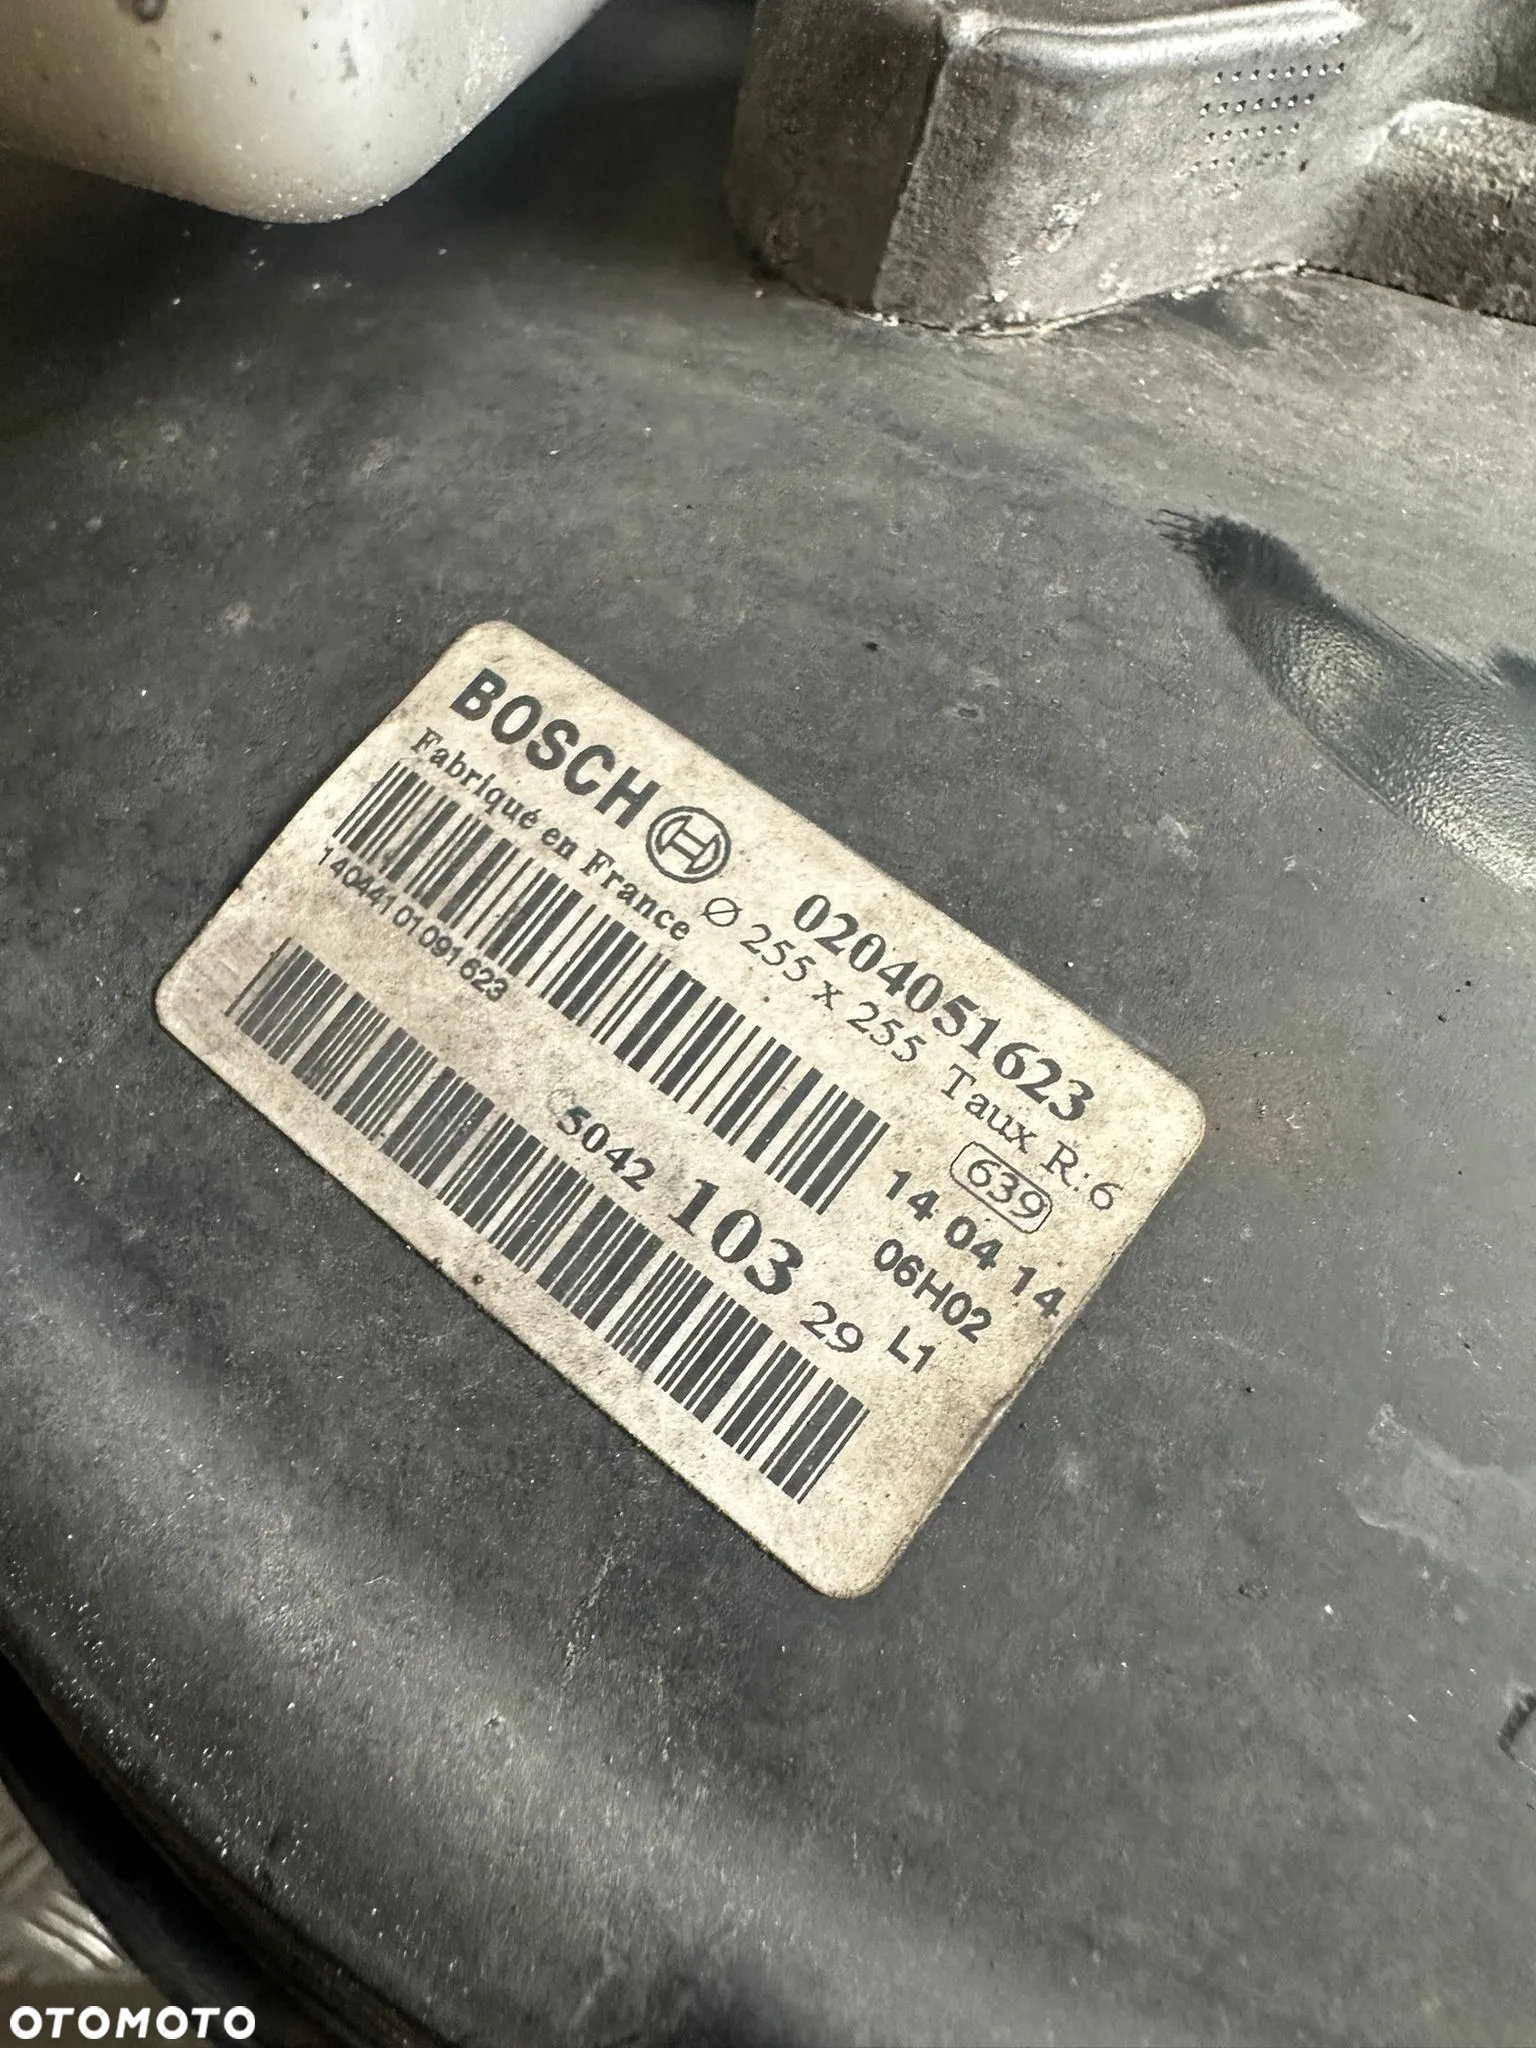 BOSCH 0204051623
Fabriqué en France Ø 255 x 255 Taux R:6
639
14044101091623
14 04 14
06H02
5042 103 29 L1
OTOMOTO